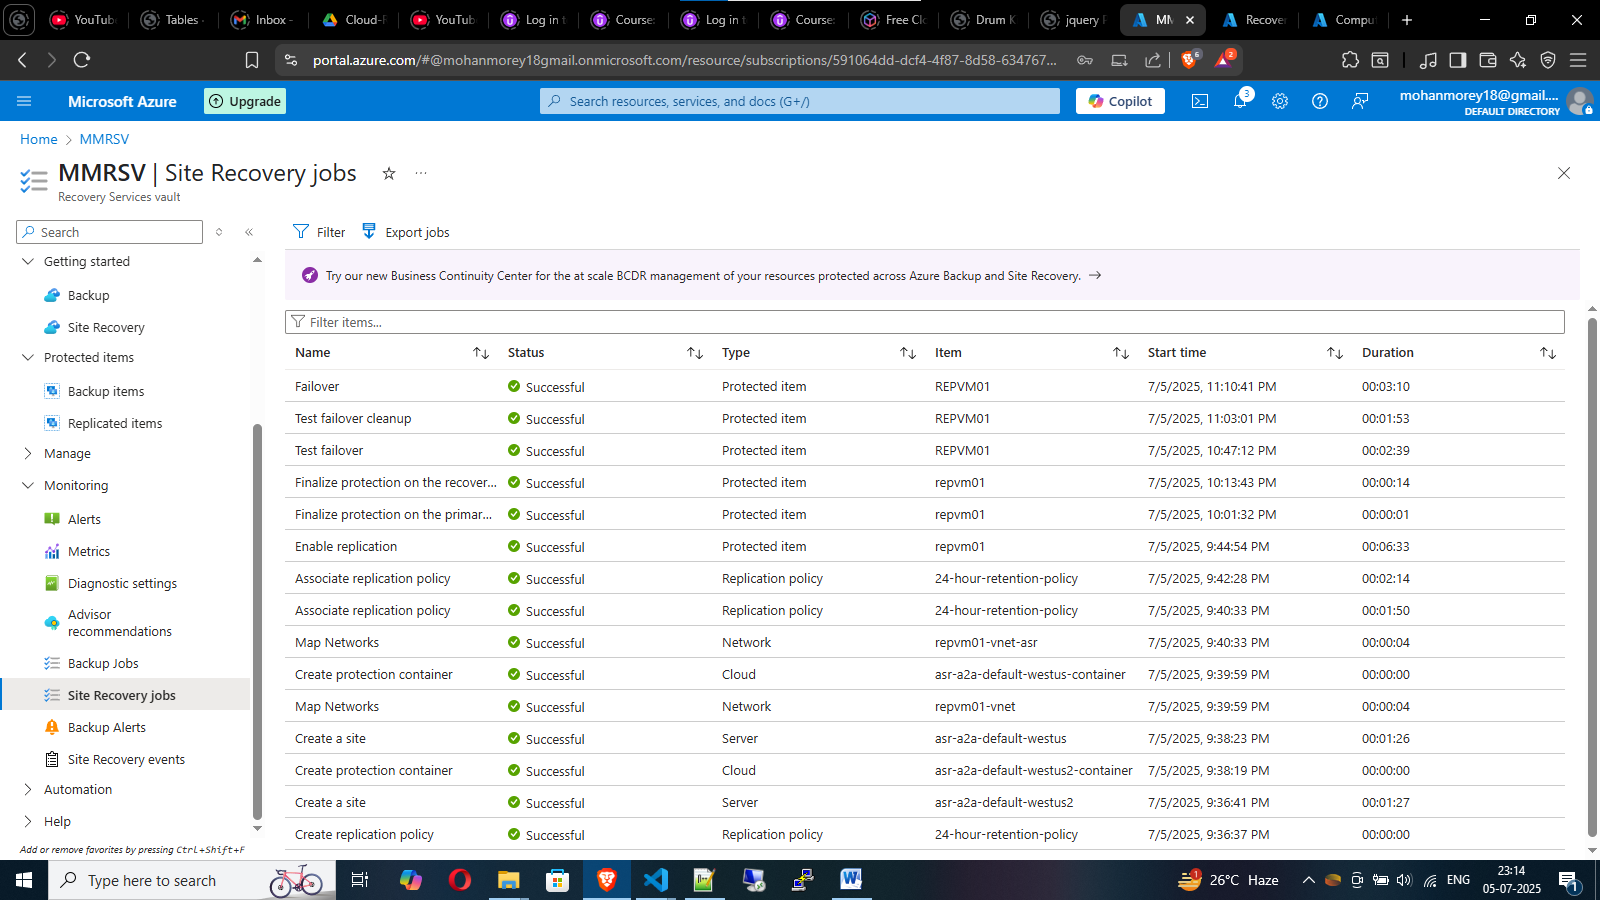 YouTub
Tables -
Inbox -
Cloud-F
YouTub
Log in t
Course:
Log in t
Course:
Free Clo
Drum K
jquery F
MM
Recover
Comput
portal.azure.com/#@mohanmorey18gmail.onmicrosoft.com/resource/subscriptions/591064dd-dcf4-4f87-8d58-634767...
6
2
Microsoft Azure
Upgrade
Search resources, services, and docs (G+/)
Copilot
3
mohanmorey18@gmail....
DEFAULT DIRECTORY
Home > MMRSV
MMRSV | Site Recovery jobs
Recovery Services vault
Search
Filter
Export jobs
Try our new Business Continuity Center for the at scale BCDR management of your resources protected across Azure Backup and Site Recovery.
Getting started
Backup
Site Recovery
Protected items
Backup items
Replicated items
Manage
Monitoring
Alerts
Metrics
Diagnostic settings
Advisor
recommendations
Backup Jobs
Site Recovery jobs
Backup Alerts
Site Recovery events
Automation
Help
Add or remove favorites by pressing Ctrl+Shift+F
Filter items...
Name Status Type Item Start time Duration
Failover Successful Protected item REPVM01 7/5/2025, 11:10:41 PM 00:03:10
Test failover cleanup Successful Protected item REPVM01 7/5/2025, 11:03:01 PM 00:01:53
Test failover Successful Protected item REPVM01 7/5/2025, 10:47:12 PM 00:02:39
Finalize protection on the recover... Successful Protected item repvm01 7/5/2025, 10:13:43 PM 00:00:14
Finalize protection on the primar... Successful Protected item repvm01 7/5/2025, 10:01:32 PM 00:00:01
Enable replication Successful Protected item repvm01 7/5/2025, 9:44:54 PM 00:06:33
Associate replication policy Successful Replication policy 24-hour-retention-policy 7/5/2025, 9:42:28 PM 00:02:14
Associate replication policy Successful Replication policy 24-hour-retention-policy 7/5/2025, 9:40:33 PM 00:01:50
Map Networks Successful Network repvm01-vnet-asr 7/5/2025, 9:40:33 PM 00:00:04
Create protection container Successful Cloud asr-a2a-default-westus-container 7/5/2025, 9:39:59 PM 00:00:00
Map Networks Successful Network repvm01-vnet 7/5/2025, 9:39:59 PM 00:00:04
Create a site Successful Server asr-a2a-default-westus 7/5/2025, 9:38:23 PM 00:01:26
Create protection container Successful Cloud asr-a2a-default-westus2-container 7/5/2025, 9:38:19 PM 00:00:00
Create a site Successful Server asr-a2a-default-westus2 7/5/2025, 9:36:41 PM 00:01:27
Create replication policy Successful Replication policy 24-hour-retention-policy 7/5/2025, 9:36:37 PM 00:00:00
Type here to search
1
26°C Haze
ENG
23:14
05-07-2025
1